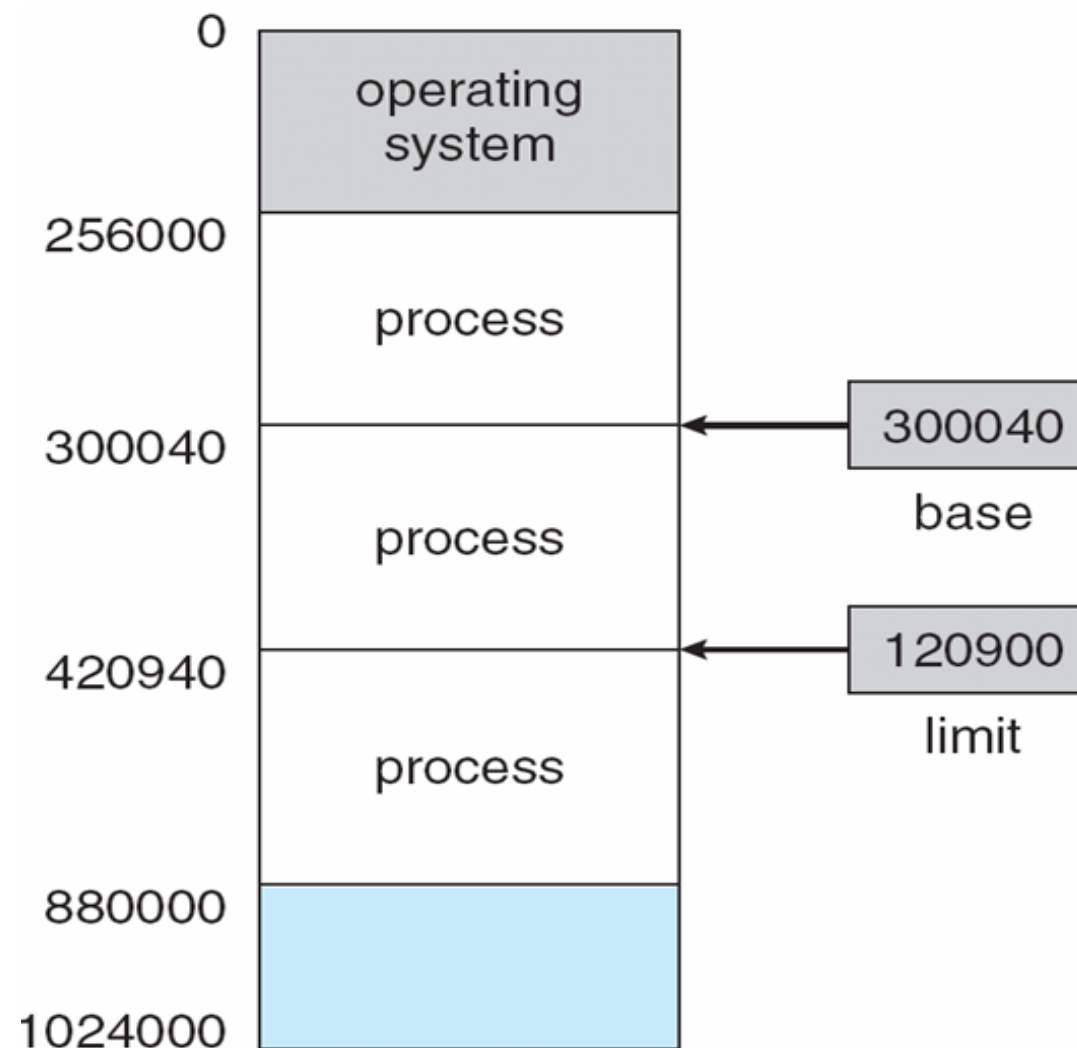 0
operating
system
256000
process
300040
300040
base
process
120900
420940
limit
process
880000
1024000